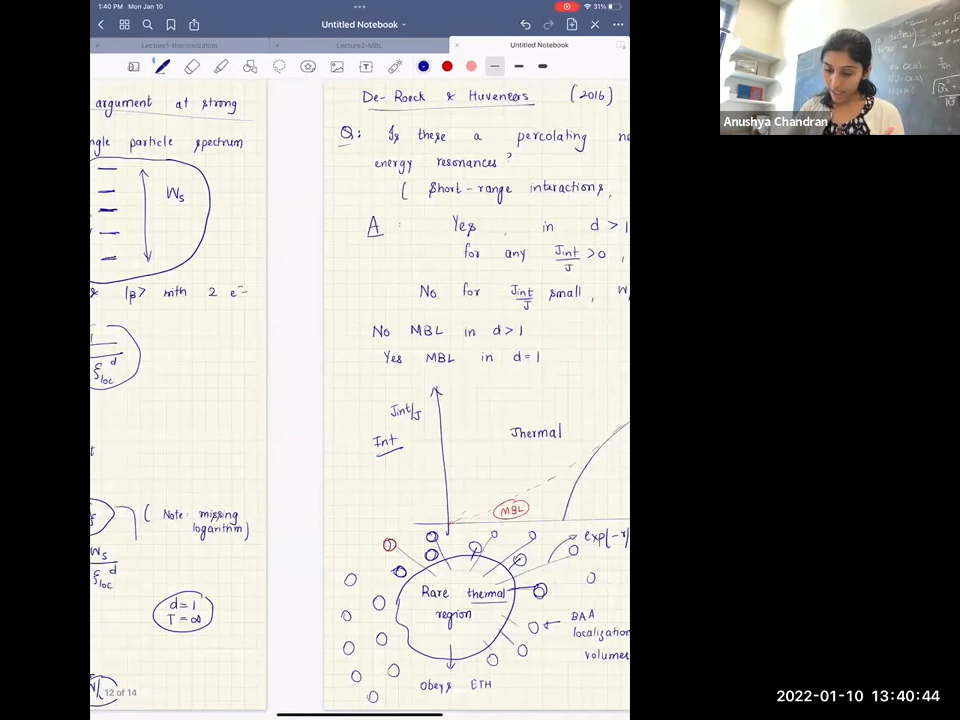 1:40 PM Mon Jan 10
31%
Untitled Notebook
Lecture1-thermalization
Lecture2-MBL
Untitled Notebook
argument at strong
ngle particle spectrum
Ws
& |β> with 2 e-
1
ξloc d
( Note: missing
logarithm)
Ws
ξloc d
d=1
T=∞
12 of 14
De-Roeck & Huveneers (2016)
Q: Is there a percolating ne
energy resonances?
( Short-range interactions,
A: Yes, in d > 1
for any Jint/J >0 ,
No for Jint/J small, W
No MBL in d>1
Yes MBL in d=1
Jint/J
Int
Thermal
MBL
exp(-r/
Rare thermal
region
BAA
localization
volumes
Obeys ETH
Anushya Chandran
2022-01-10 13:40:44